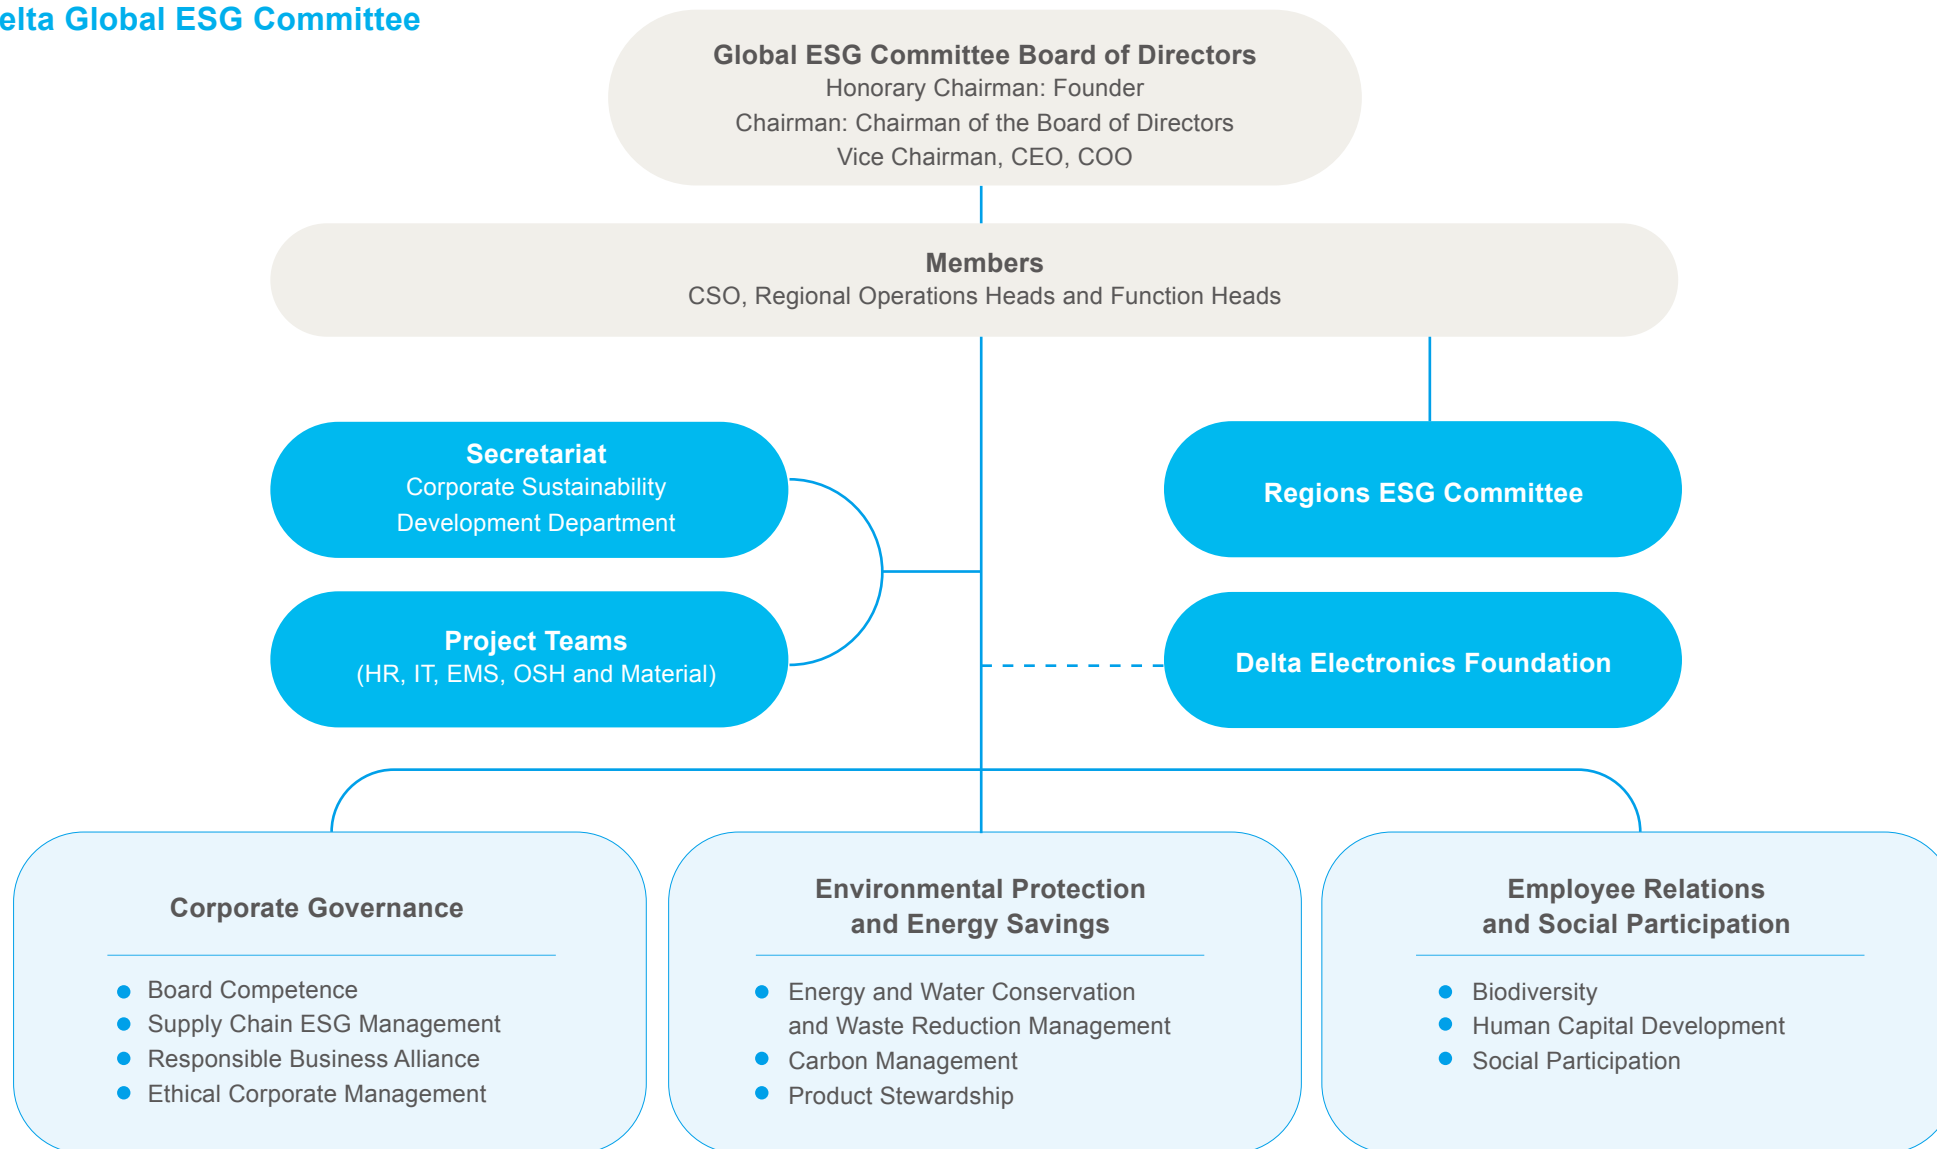 elta Global ESG Committee
Global ESG Committee Board of Directors
Honorary Chairman: Founder
Chairman: Chairman of the Board of Directors
Vice Chairman, CEO, COO
Members
CSO, Regional Operations Heads and Function Heads
Secretariat
Corporate Sustainability
Development Department
Regions ESG Committee
Project Teams
(HR, IT, EMS, OSH and Material)
Delta Electronics Foundation
Corporate Governance
Board Competence
Supply Chain ESG Management
Responsible Business Alliance
Ethical Corporate Management
Environmental Protection
and Energy Savings
Energy and Water Conservation
and Waste Reduction Management
Carbon Management
Product Stewardship
Employee Relations
and Social Participation
Biodiversity
Human Capital Development
Social Participation